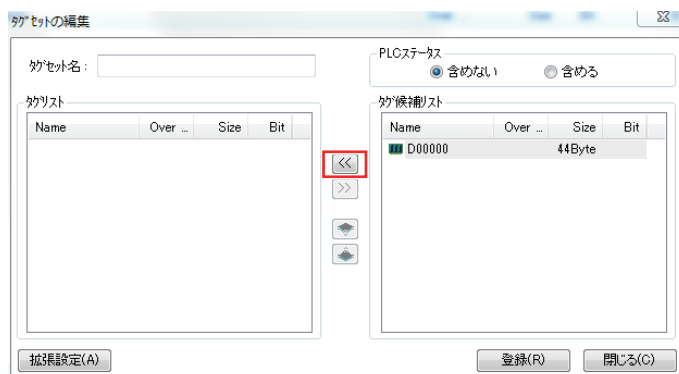 タグセットの編集
タグセット名：
PLCステータス
含めない
含める
タグリスト
Name Over ... Size Bit
<<
>>
タグ候補リスト
Name Over ... Size Bit
D00000 44Byte
拡張設定(A)
登録(R)
閉じる(C)